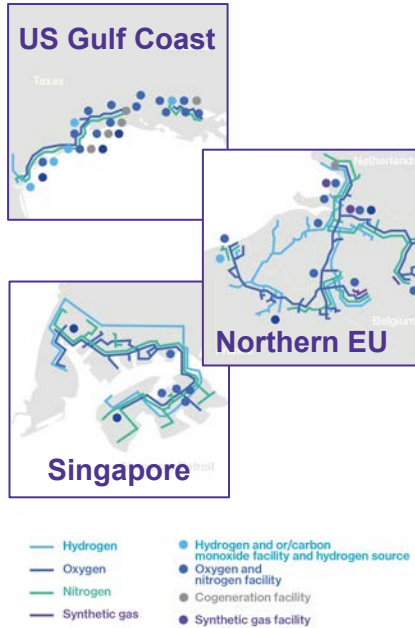 US Gulf Coast
Texas
Netherlands
Belgium
Northern EU
Singapore
Hydrogen
Oxygen
Nitrogen
Synthetic gas
Hydrogen and or/carbon
monoxide facility and hydrogen source
Oxygen and
nitrogen facility
Cogeneration facility
Synthetic gas facility